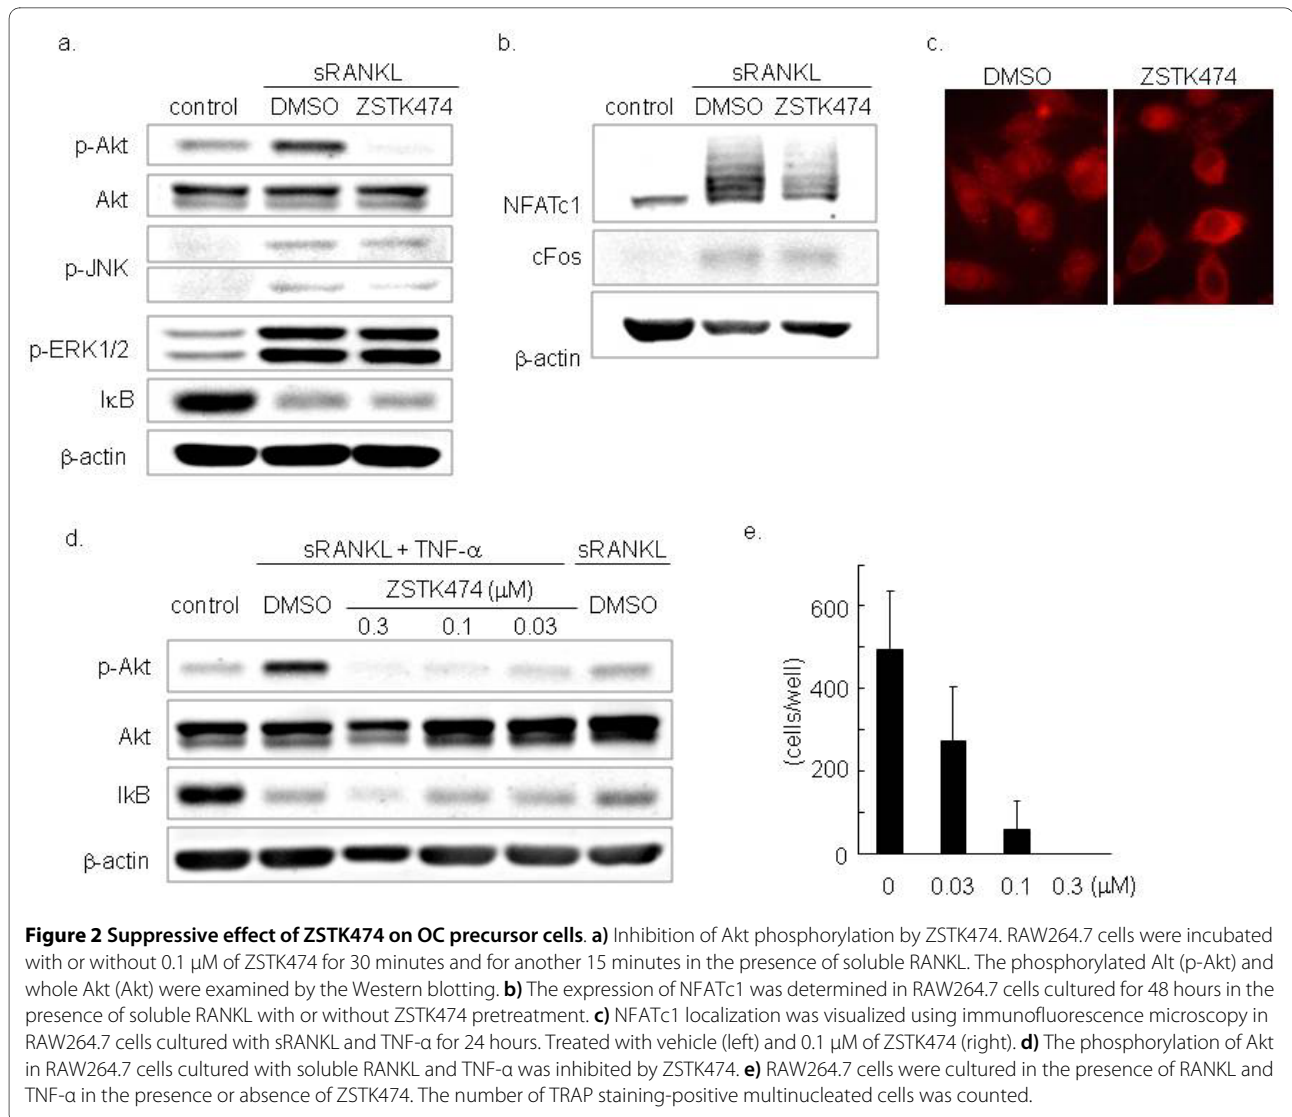 a.
sRANKL
control DMSO ZSTK474
p-Akt
Akt
p-JNK
p-ERK1/2
IκB
β-actin
b.
sRANKL
control DMSO ZSTK474
NFATc1
cFos
β-actin
c.
DMSO ZSTK474
d.
sRANKL + TNF-α sRANKL
control DMSO ZSTK474 (μM) DMSO
0.3 0.1 0.03
p-Akt
Akt
IkB
β-actin
e.
(cells/well)
600
400
200
0
0 0.03 0.1 0.3 (μM)
Figure 2 Suppressive effect of ZSTK474 on OC precursor cells. a) Inhibition of Akt phosphorylation by ZSTK474. RAW264.7 cells were incubated
with or without 0.1 μM of ZSTK474 for 30 minutes and for another 15 minutes in the presence of soluble RANKL. The phosphorylated Alt (p-Akt) and
whole Akt (Akt) were examined by the Western blotting. b) The expression of NFATc1 was determined in RAW264.7 cells cultured for 48 hours in the
presence of soluble RANKL with or without ZSTK474 pretreatment. c) NFATc1 localization was visualized using immunofluorescence microscopy in
RAW264.7 cells cultured with sRANKL and TNF-α for 24 hours. Treated with vehicle (left) and 0.1 μM of ZSTK474 (right). d) The phosphorylation of Akt
in RAW264.7 cells cultured with soluble RANKL and TNF-α was inhibited by ZSTK474. e) RAW264.7 cells were cultured in the presence of RANKL and
TNF-α in the presence or absence of ZSTK474. The number of TRAP staining-positive multinucleated cells was counted.